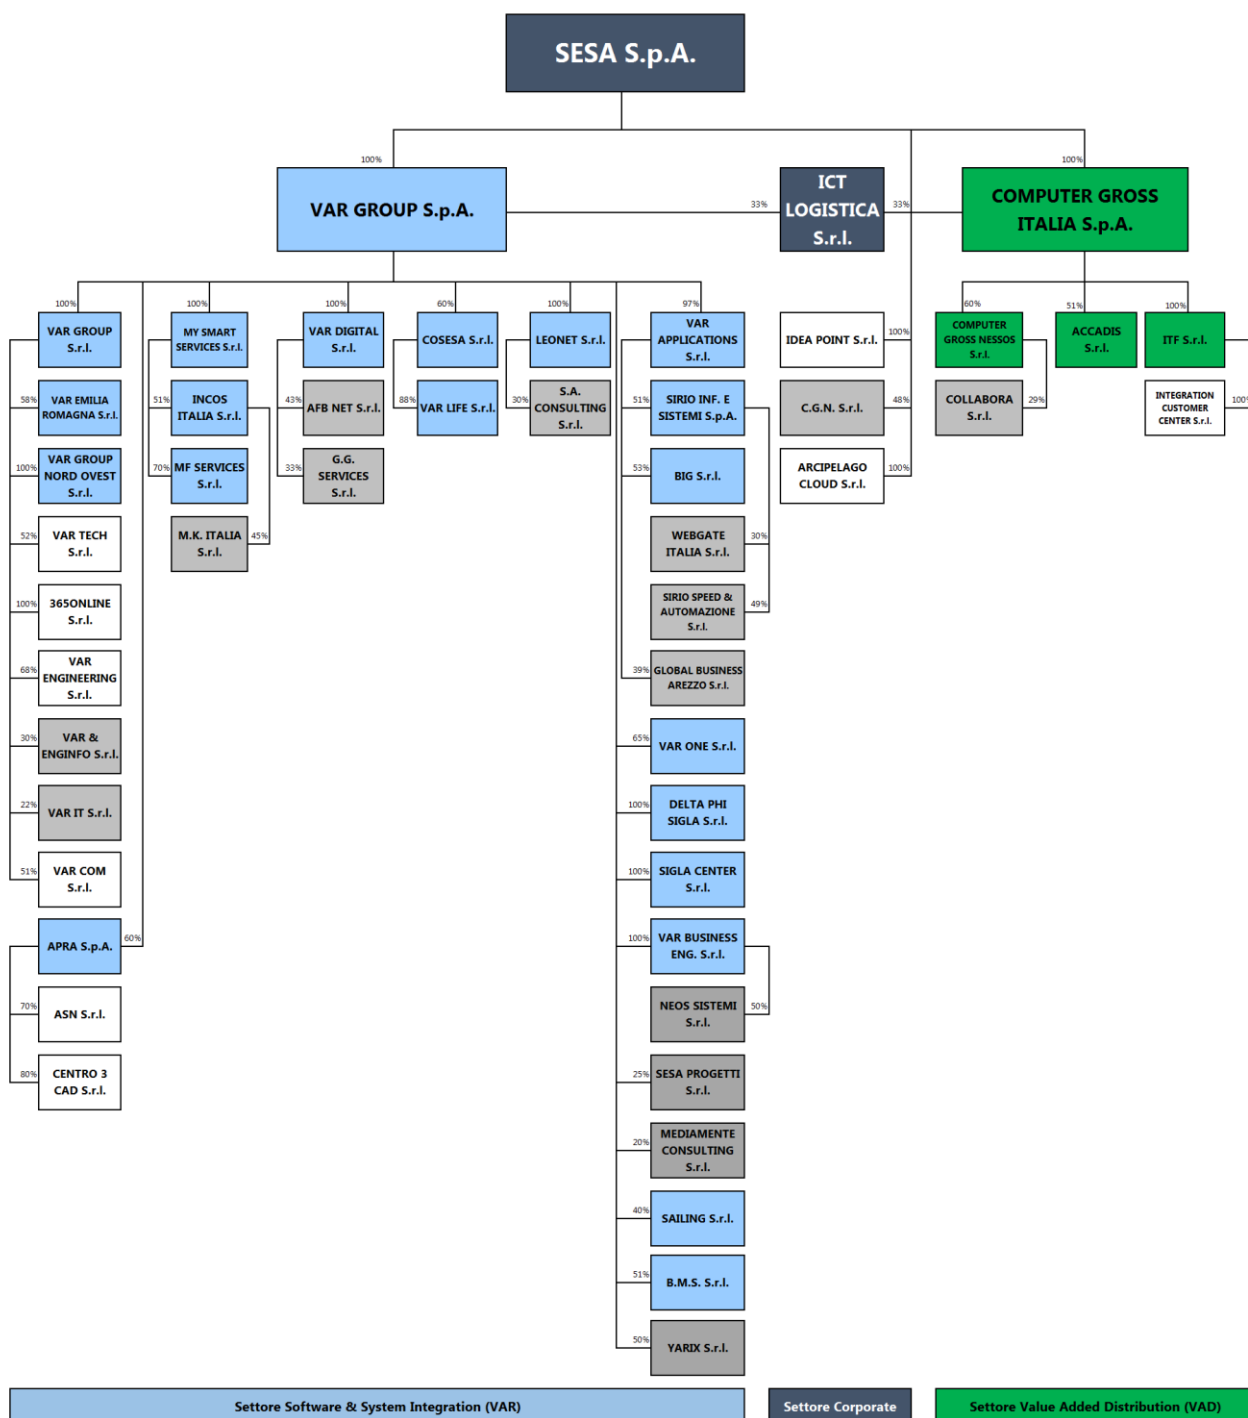 SESA S.p.A.
100%
100%
VAR GROUP S.p.A.
33%
ICT
LOGISTICA
S.r.l.
33%
COMPUTER GROSS
ITALIA S.p.A.
100%
100%
100%
60%
100%
97%
60%
51%
100%
VAR GROUP
S.r.l.
MY SMART
SERVICES S.r.l.
VAR DIGITAL
S.r.l.
COSESA S.r.l.
LEONET S.r.l.
VAR
APPLICATIONS
S.r.l.
IDEA POINT S.r.l.
100%
COMPUTER
GROSS NESSOS
S.r.l.
ACCADIS
S.r.l.
ITF S.r.l.
58%
VAR EMILIA
ROMAGNA S.r.l.
51%
INCOS
ITALIA S.r.l.
43%
AFB NET S.r.l.
88%
VAR LIFE S.r.l.
30%
S.A.
CONSULTING
S.r.l.
51%
SIRIO INF. E
SISTEMI S.p.A.
C.G.N. S.r.l.
48%
COLLABORA
S.r.l.
29%
INTEGRATION
CUSTOMER
CENTER S.r.l.
100%
100%
VAR GROUP
NORD OVEST
S.r.l.
70%
MF SERVICES
S.r.l.
33%
G.G.
SERVICES
S.r.l.
53%
BIG S.r.l.
ARCIPELAGO
CLOUD S.r.l.
100%
52%
VAR TECH
S.r.l.
M.K. ITALIA
S.r.l.
45%
WEBGATE
ITALIA S.r.l.
30%
100%
365ONLINE
S.r.l.
SIRIO SPEED &
AUTOMAZIONE
S.r.l.
49%
68%
VAR
ENGINEERING
S.r.l.
39%
GLOBAL BUSINESS
AREZZO S.r.l.
30%
VAR &
ENGINFO S.r.l.
65%
VAR ONE S.r.l.
22%
VAR IT S.r.l.
100%
DELTA PHI
SIGLA S.r.l.
51%
VAR COM
S.r.l.
100%
SIGLA CENTER
S.r.l.
APRA S.p.A.
60%
100%
VAR BUSINESS
ENG. S.r.l.
70%
ASN S.r.l.
NEOS SISTEMI
S.r.l.
50%
80%
CENTRO 3
CAD S.r.l.
25%
SESA PROGETTI
S.r.l.
20%
MEDIAMENTE
CONSULTING
S.r.l.
40%
SAILING S.r.l.
51%
B.M.S. S.r.l.
50%
YARIX S.r.l.
Settore Software & System Integration (VAR)
Settore Corporate
Settore Value Added Distribution (VAD)